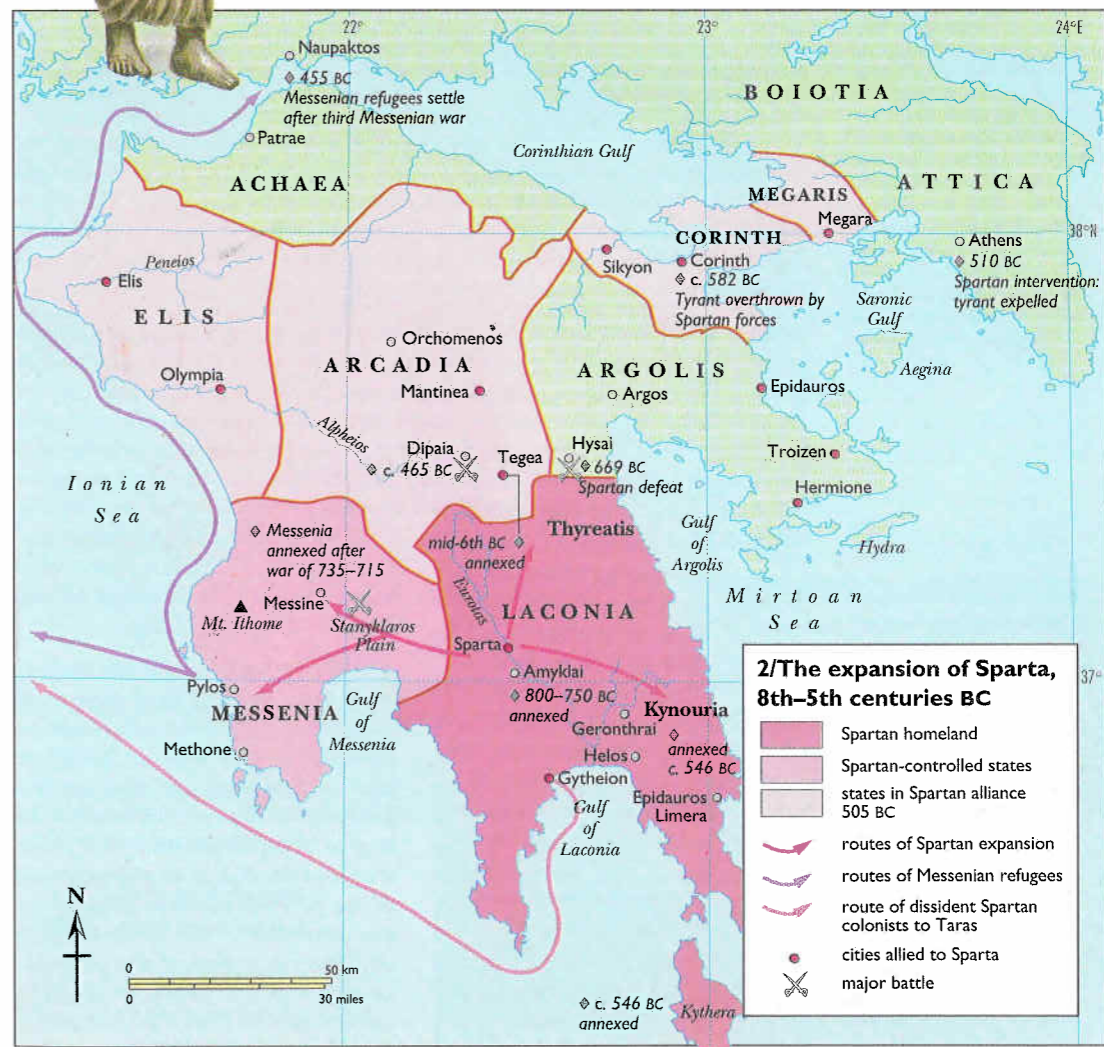 22°
23°
24°E
Naupaktos
455 BC
Messenian refugees settle
after third Messenian war
Patrae
BOIOTIA
Corinthian Gulf
ACHAEA
MEGARIS
ATTICA
Megara
38°N
CORINTH
Athens
Sikyon
Corinth
510 BC
Peneios
c. 582 BC
Spartan intervention:
tyrant expelled
Elis
Tyrant overthrown by
Spartan forces
Saronic
Gulf
ELIS
Orchomenos
ARCADIA
ARGOLIS
Aegina
Olympia
Mantinea
Argos
Epidauros
Alpheios
Dipaia
Hysai
c. 465 BC
Tegea
669 BC
Spartan defeat
Troizen
Hermione
Ionian
Sea
Thyreatis
Gulf
of
Argolis
Hydra
Messenia
annexed after
war of 735–715
mid-6th BC
annexed
Eurotas
Mirtoan
Sea
Messine
Mt. Ithome
Stanyklaros
Plain
LACONIA
Sparta
Amyklai
37°
Pylos
800–750 BC
annexed
MESSENIA
Gulf
of
Messenia
Kynouria
Geronthrai
annexed
c. 546 BC
Methone
Helos
Gytheion
Epidauros
Limera
Gulf
of
Laconia
N
0 50 km
0 30 miles
c. 546 BC
annexed
Kythera
2/The expansion of Sparta,
8th–5th centuries BC
Spartan homeland
Spartan-controlled states
states in Spartan alliance
505 BC
routes of Spartan expansion
routes of Messenian refugees
route of dissident Spartan
colonists to Taras
cities allied to Sparta
major battle